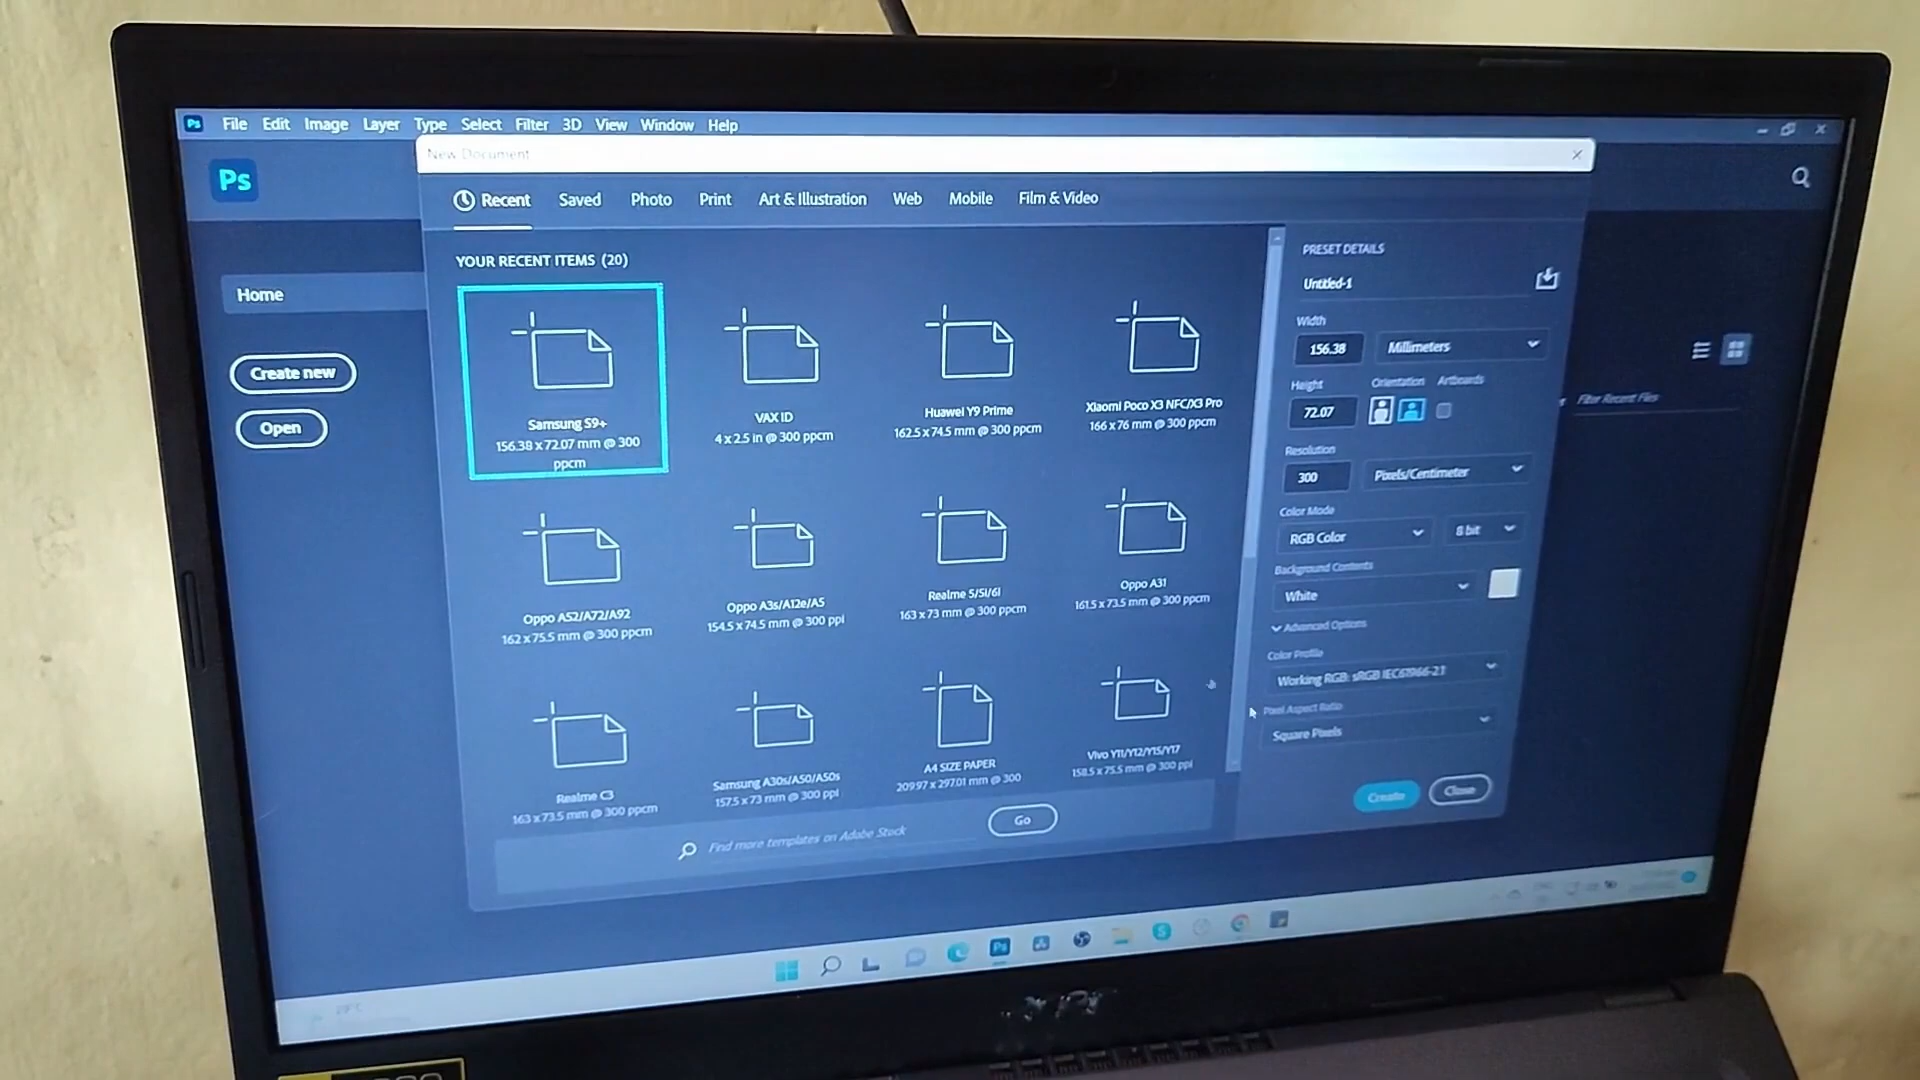 Ps File Edit Image Layer Type Select Filter 3D View Window Help
New Document
Ps
Recent Saved Photo Print Art & Illustration Web Mobile Film & Video
YOUR RECENT ITEMS (20)
Home
Create new
Open
Samsung S9+
156.38 x 72.07 mm @ 300
ppcm
VAX ID
4 x 2.5 in @ 300 ppcm
Huawei Y9 Prime
162.5 x 74.5 mm @ 300 ppcm
Xiaomi Poco X3 NFC/X3 Pro
166 x 76 mm @ 300 ppcm
Oppo A52/A72/A92
162 x 75.5 mm @ 300 ppcm
Oppo A3s/A12e/A5
154.5 x 74.5 mm @ 300 ppi
Realme 5/5i/6i
163 x 73 mm @ 300 ppcm
Oppo A31
161.5 x 73.5 mm @ 300 ppcm
Realme C3
163 x 73.5 mm @ 300 ppcm
Samsung A30s/A50/A50s
157.5 x 73 mm @ 300 ppi
A4 SIZE PAPER
209.97 x 297.01 mm @ 300
Vivo Y11/Y12/Y15/Y17
158.5 x 75.5 mm @ 300 ppi
Find more templates on Adobe Stock
Go
PRESET DETAILS
Untitled-1
Width
156.38 Millimeters
Height Orientation Artboards
72.07
Resolution
300 Pixels/Centimeter
Color Mode
RGB Color 8 bit
Background Contents
White
Advanced Options
Color Profile
Working RGB: sRGB IEC61966-2.1
Pixel Aspect Ratio
Square Pixels
Create Close
Filter Recent Files
Ps
S